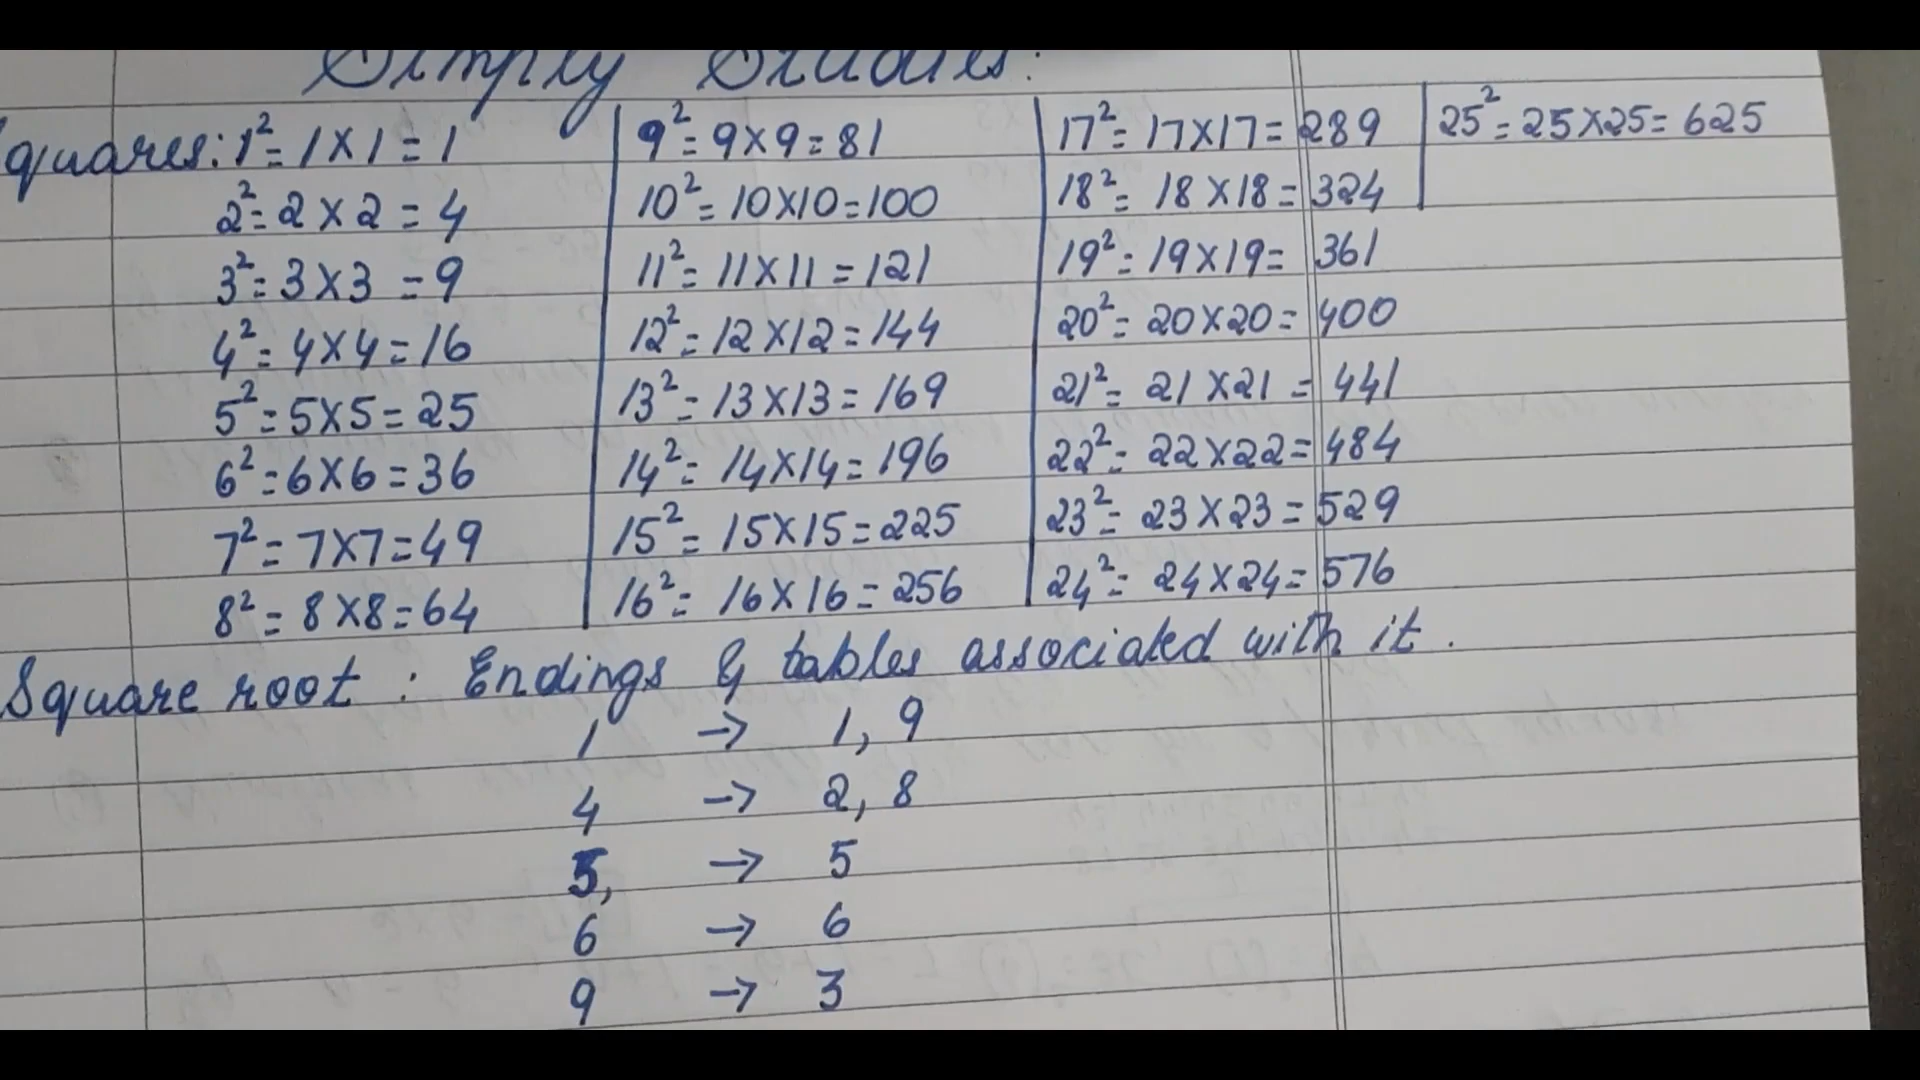 Simply Studies:
Squares: 1² = 1×1 = 1
2² = 2×2 = 4
3² = 3×3 = 9
4² = 4×4 = 16
5² = 5×5 = 25
6² = 6×6 = 36
7² = 7×7 = 49
8² = 8×8 = 64
9² = 9×9 = 81
10² = 10×10 = 100
11² = 11×11 = 121
12² = 12×12 = 144
13² = 13×13 = 169
14² = 14×14 = 196
15² = 15×15 = 225
16² = 16×16 = 256
17² = 17×17 = 289
18² = 18×18 = 324
19² = 19×19 = 361
20² = 20×20 = 400
21² = 21×21 = 441
22² = 22×22 = 484
23² = 23×23 = 529
24² = 24×24 = 576
25² = 25×25 = 625
Square root : Endings & tables associated with it.
1 → 1, 9
4 → 2, 8
5, → 5
6 → 6
9 → 3